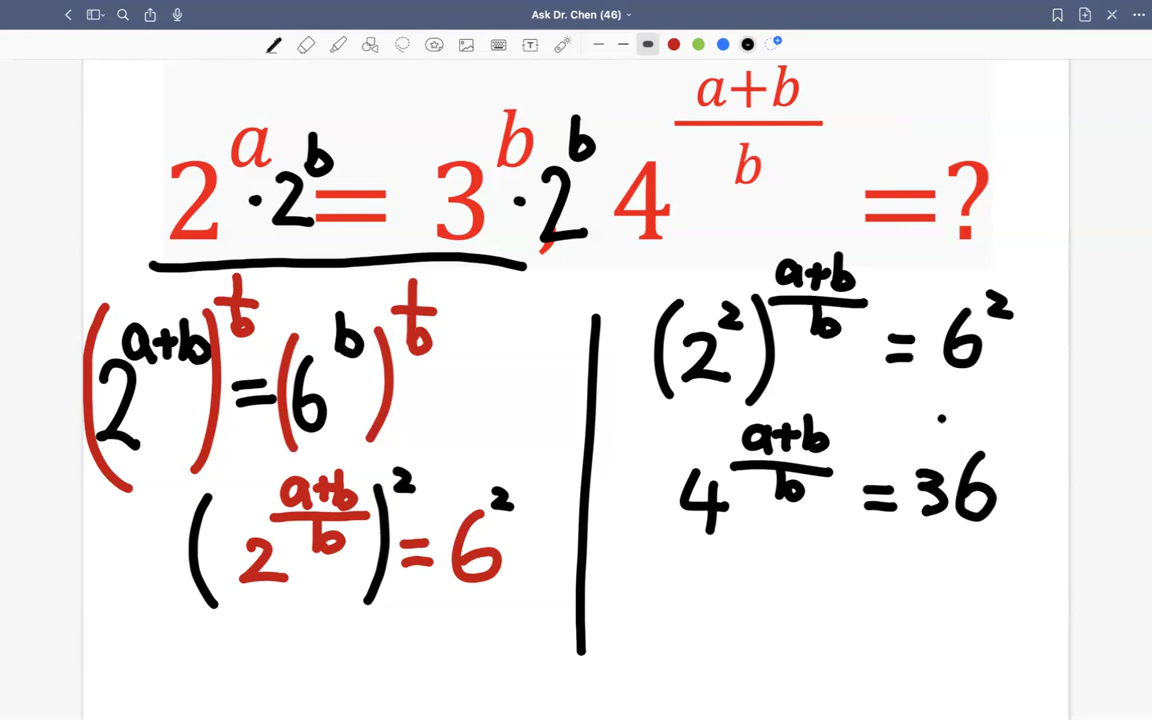 Ask Dr. Chen (46)
2^a · 2^b = 3^b · 2^b , 4^((a+b)/b) = ?
(2^(a+b))^(1/b) = (6^b)^(1/b)
(2^((a+b)/b))^2 = 6^2
(2^2)^((a+b)/b) = 6^2
4^((a+b)/b) = 36